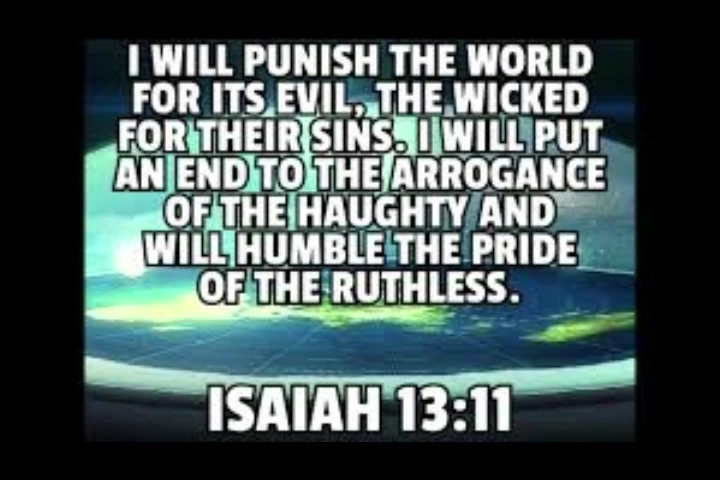 I WILL PUNISH THE WORLD
FOR ITS EVIL, THE WICKED
FOR THEIR SINS. I WILL PUT
AN END TO THE ARROGANCE
OF THE HAUGHTY AND
WILL HUMBLE THE PRIDE
OF THE RUTHLESS.
ISAIAH 13:11